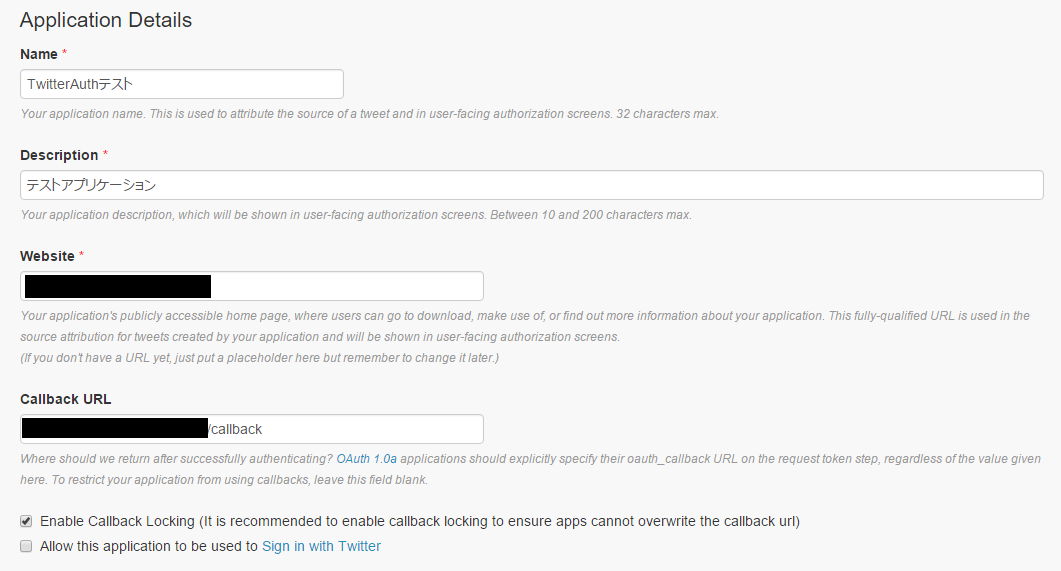 Application Details
Name *
TwitterAuthテスト
Your application name. This is used to attribute the source of a tweet and in user-facing authorization screens. 32 characters max.
Description *
テストアプリケーション
Your application description, which will be shown in user-facing authorization screens. Between 10 and 200 characters max.
Website *
Your application's publicly accessible home page, where users can go to download, make use of, or find out more information about your application. This fully-qualified URL is used in the
source attribution for tweets created by your application and will be shown in user-facing authorization screens.
(If you don't have a URL yet, just put a placeholder here but remember to change it later.)
Callback URL
/callback
Where should we return after successfully authenticating? OAuth 1.0a applications should explicitly specify their oauth_callback URL on the request token step, regardless of the value given
here. To restrict your application from using callbacks, leave this field blank.
Enable Callback Locking (It is recommended to enable callback locking to ensure apps cannot overwrite the callback url)
Allow this application to be used to Sign in with Twitter